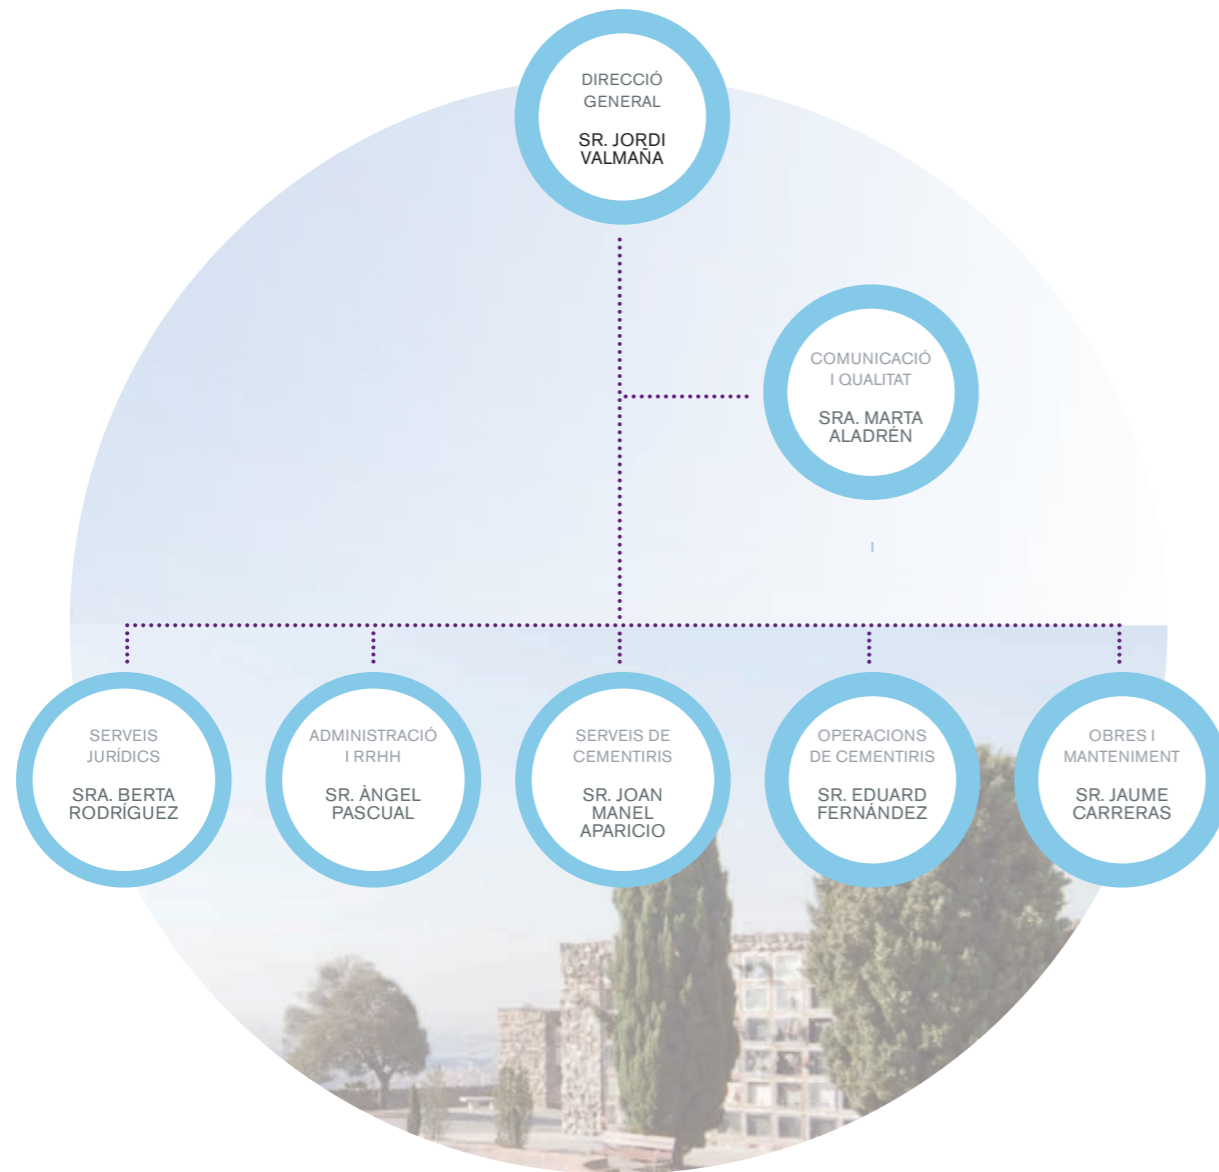 DIRECCIÓ
GENERAL
SR. JORDI
VALMAÑA
COMUNICACIÓ
I QUALITAT
SRA. MARTA
ALADRÉN
SERVEIS
JURÍDICS
SRA. BERTA
RODRÍGUEZ
ADMINISTRACIÓ
I RRHH
SR. ÀNGEL
PASCUAL
SERVEIS DE
CEMENTIRIS
SR. JOAN
MANEL
APARICIO
OPERACIONS
DE CEMENTIRIS
SR. EDUARD
FERNÁNDEZ
OBRES I
MANTENIMENT
SR. JAUME
CARRERAS